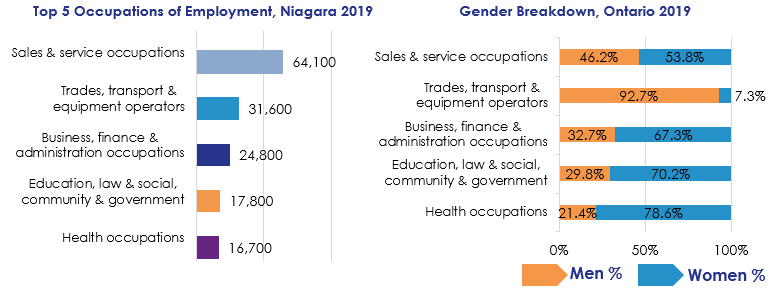 Top 5 Occupations of Employment, Niagara 2019
Sales & service occupations
64,100
Trades, transport &
equipment operators
31,600
Business, finance &
administration occupations
24,800
Education, law & social,
community & government
17,800
Health occupations
16,700
Gender Breakdown, Ontario 2019
Sales & service occupations
46.2% 53.8%
Trades, transport &
equipment operators
92.7% 7.3%
Business, finance &
administration occupations
32.7% 67.3%
Education, law & social,
community & government
29.8% 70.2%
Health occupations
21.4% 78.6%
0% 50% 100%
Men % Women %